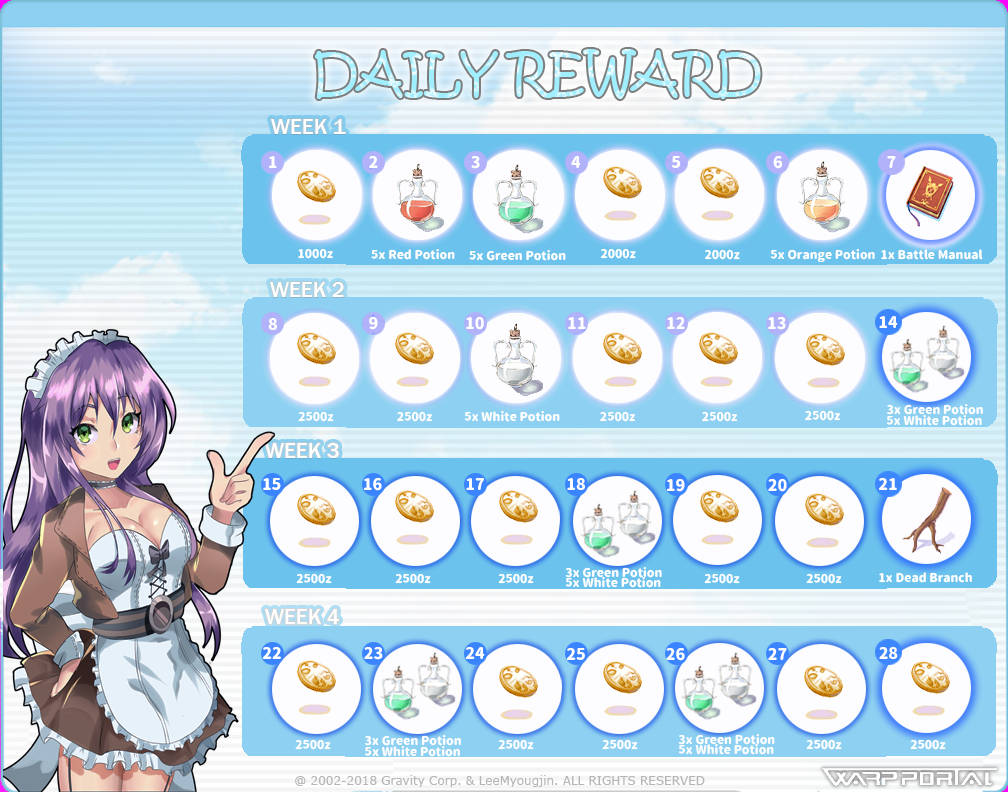 DAILY REWARD
WEEK 1
1 2 3 4 5 6 7
1000z 5x Red Potion 5x Green Potion 2000z 2000z 5x Orange Potion 1x Battle Manual
WEEK 2
8 9 10 11 12 13 14
2500z 2500z 5x White Potion 2500z 2500z 2500z 3x Green Potion
5x White Potion
WEEK 3
15 16 17 18 19 20 21
2500z 2500z 2500z 3x Green Potion 2500z 2500z 1x Dead Branch
5x White Potion
WEEK 4
22 23 24 25 26 27 28
2500z 3x Green Potion 2500z 2500z 3x Green Potion 2500z 2500z
5x White Potion 5x White Potion
© 2002-2018 Gravity Corp. & LeeMyougjin. ALL RIGHTS RESERVED
WARP PORTAL